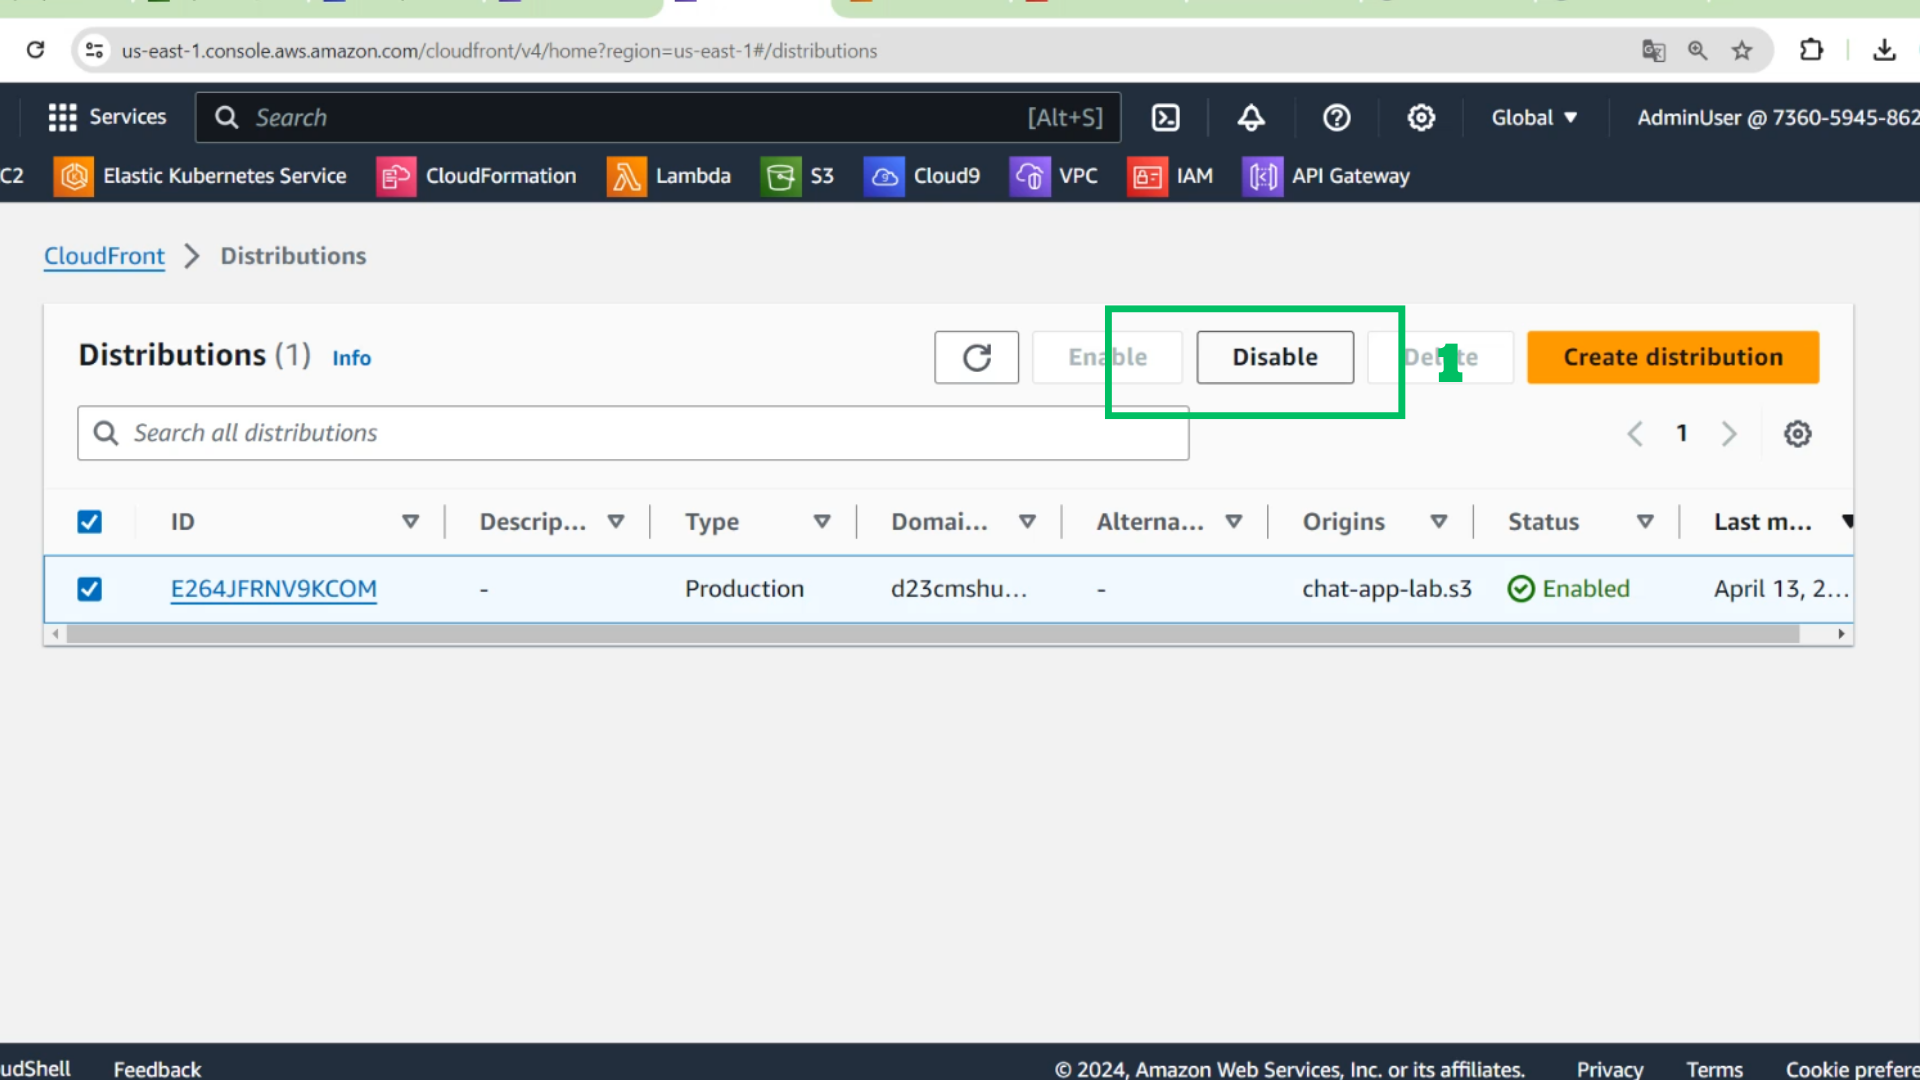 us-east-1.console.aws.amazon.com/cloudfront/v4/home?region=us-east-1#/distributions
Services
Search
[Alt+S]
Global
AdminUser @ 7360-5945-862
C2
Elastic Kubernetes Service
CloudFormation
Lambda
S3
Cloud9
VPC
IAM
API Gateway
CloudFront
Distributions
Distributions (1) Info
Enable
Disable
Delete
1
Create distribution
Search all distributions
1
ID
Descrip...
Type
Domai...
Alterna...
Origins
Status
Last m...
E264JFRNV9KCOM
-
Production
d23cmshu...
-
chat-app-lab.s3
Enabled
April 13, 2...
udShell
Feedback
© 2024, Amazon Web Services, Inc. or its affiliates.
Privacy
Terms
Cookie prefere